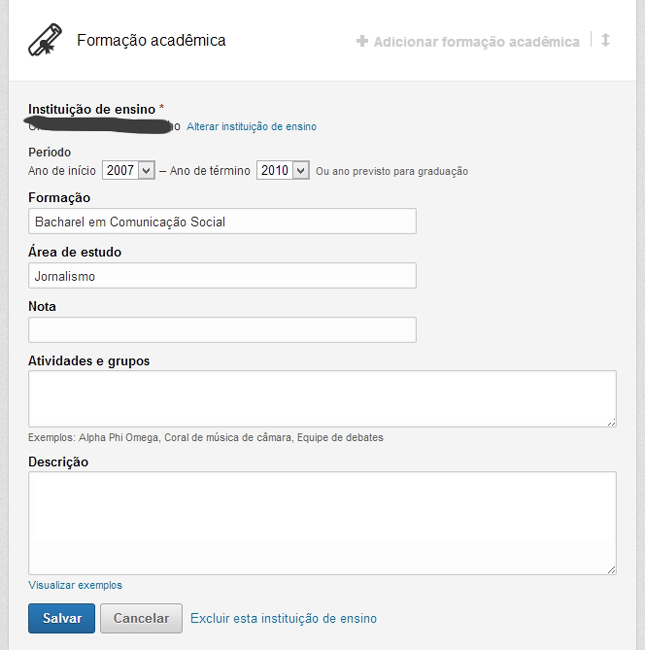 Formação acadêmica
+ Adicionar formação acadêmica
Instituição de ensino *
Alterar instituição de ensino
Período
Ano de início 2007 – Ano de término 2010 Ou ano previsto para graduação
Formação
Bacharel em Comunicação Social
Área de estudo
Jornalismo
Nota
Atividades e grupos
Exemplos: Alpha Phi Omega, Coral de música de câmara, Equipe de debates
Descrição
Visualizar exemplos
Salvar Cancelar Excluir esta instituição de ensino